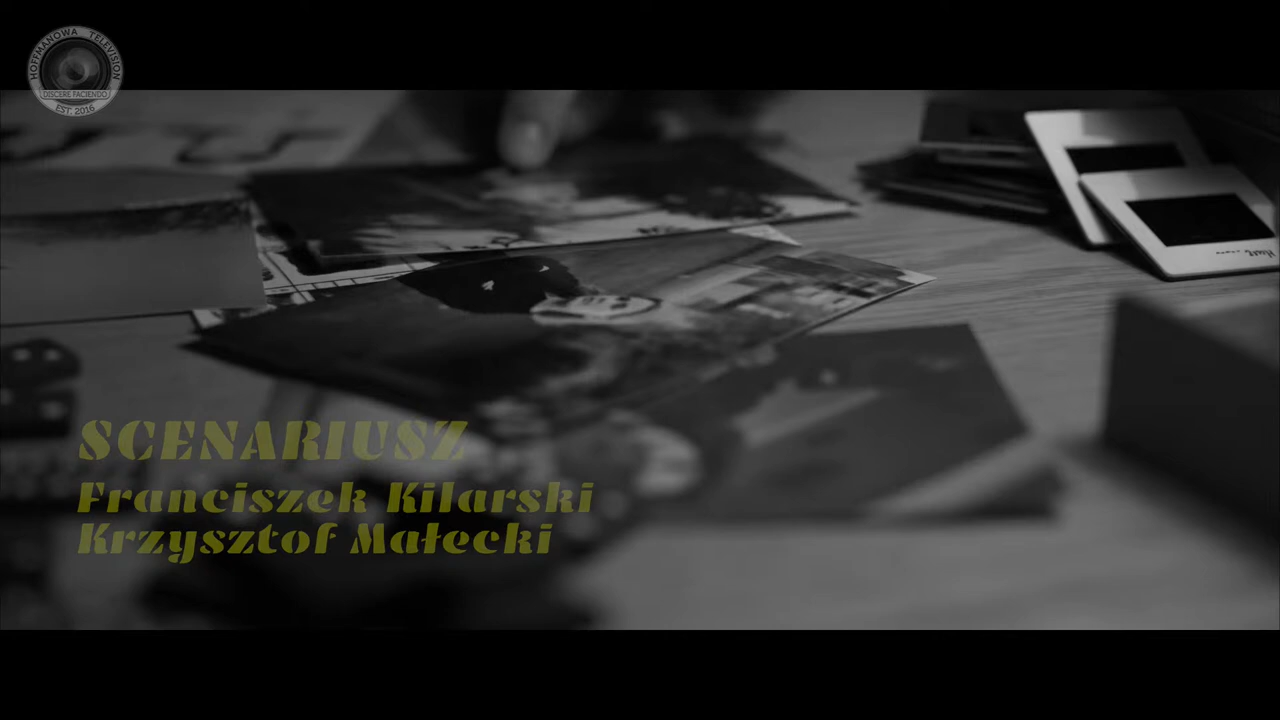 HOFFMANOWA TELEVISION
DISCERE FACIENDO
EST. 2016
SCENARIUSZ
Franciszek Kilarski
Krzysztof Małecki